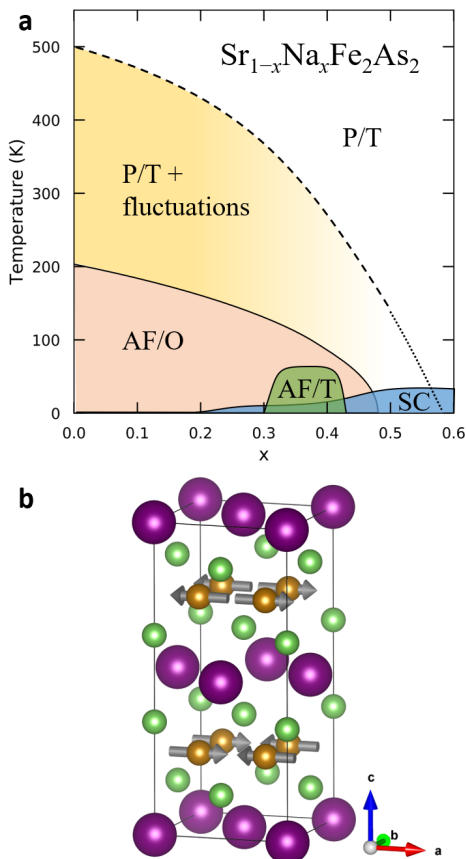 a
Sr1−xNaxFe2As2
P/T
P/T +
fluctuations
AF/O
AF/T
SC
Temperature (K)
500
400
300
200
100
0
0.0 0.1 0.2 0.3 0.4 0.5 0.6
x
b
c
b
a